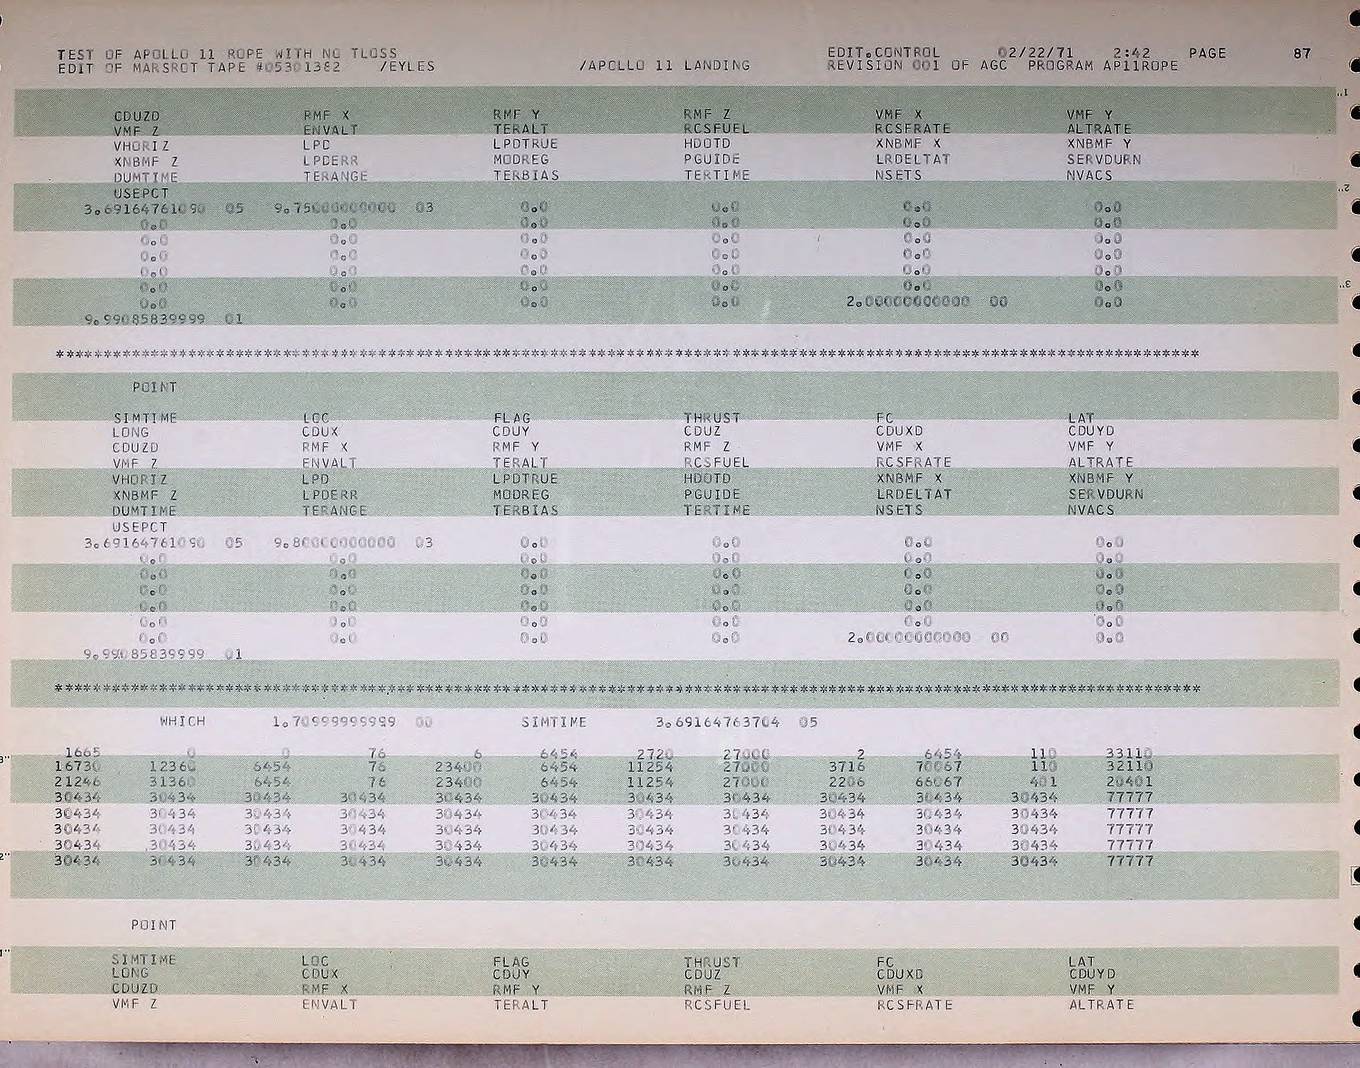 TEST OF APOLLO 11 ROPE WITH NO TLOSS EDIT.CONTROL 02/22/71 2:42 PAGE 87
EDIT OF MARSROT TAPE #05301382 /EYLES /APOLLO 11 LANDING REVISION 001 OF AGC PROGRAM AP11ROPE
CDUZD RMF X RMF Y RMF Z VMF X VMF Y
VMF Z ENVALT TERALT RCSFUEL RCSFRATE ALTRATE
VHORIZ LPD LPDTRUE HDOTD XNBMF X XNBMF Y
XNBMF Z LPDERR MODREG PGUIDE LRDELTAT SERVDURN
DUMTIME TERANGE TERBIAS TERTIME NSETS NVACS
USEPCT
3.69164761090 05 9.75000000000 03 0.0 0.0 0.0 0.0
0.0 0.0 0.0 0.0 0.0 0.0
0.0 0.0 0.0 0.0 0.0 0.0
0.0 0.0 0.0 0.0 0.0 0.0
0.0 0.0 0.0 0.0 0.0 0.0
0.0 0.0 0.0 0.0 0.0 0.0
0.0 0.0 0.0 0.0 2.00000000000 00 0.0
9.99085839999 01
************************************************************************************************************************
POINT
SIMTIME LOC FLAG THRUST FC LAT
LONG CDUX CDUY CDUZ CDUXD CDUYD
CDUZD RMF X RMF Y RMF Z VMF X VMF Y
VMF Z ENVALT TERALT RCSFUEL RCSFRATE ALTRATE
VHORIZ LPD LPDTRUE HDOTD XNBMF X XNBMF Y
XNBMF Z LPDERR MODREG PGUIDE LRDELTAT SERVDURN
DUMTIME TERANGE TERBIAS TERTIME NSETS NVACS
USEPCT
3.69164761090 05 9.80000000000 03 0.0 0.0 0.0 0.0
0.0 0.0 0.0 0.0 0.0 0.0
0.0 0.0 0.0 0.0 0.0 0.0
0.0 0.0 0.0 0.0 0.0 0.0
0.0 0.0 0.0 0.0 0.0 0.0
0.0 0.0 0.0 0.0 0.0 0.0
0.0 0.0 0.0 0.0 2.00000000000 00 0.0
9.99085839999 01
************************************************************************************************************************
WHICH 1.70999999999 00 SIMTIME 3.69164763704 05
1665 0 0 76 6 6454 2720 27000 2 6454 110 33110
16730 12360 6454 76 23400 6454 11254 27000 3716 70067 110 32110
21246 31360 6454 76 23400 6454 11254 27000 2206 66067 401 20401
30434 30434 30434 30434 30434 30434 30434 30434 30434 30434 30434 77777
30434 30434 30434 30434 30434 30434 30434 30434 30434 30434 30434 77777
30434 30434 30434 30434 30434 30434 30434 30434 30434 30434 30434 77777
30434 30434 30434 30434 30434 30434 30434 30434 30434 30434 30434 77777
30434 30434 30434 30434 30434 30434 30434 30434 30434 30434 30434 77777
POINT
SIMTIME LOC FLAG THRUST FC LAT
LONG CDUX CDUY CDUZ CDUXD CDUYD
CDUZD RMF X RMF Y RMF Z VMF X VMF Y
VMF Z ENVALT TERALT RCSFUEL RCSFRATE ALTRATE